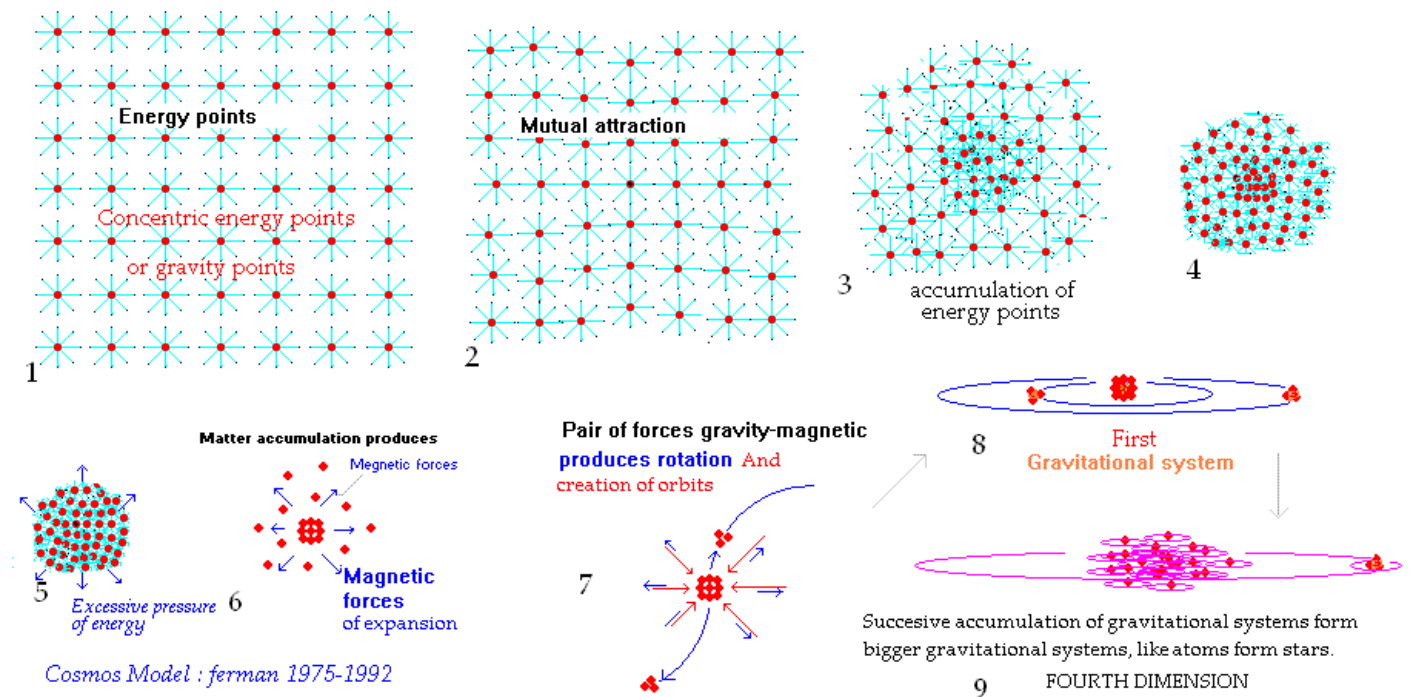 Energy points
Concentric energy points
or gravity points
1
Mutual attraction
2
3
accumulation of
energy points
4
5
Excessive pressure
of energy
Matter accumulation produces
Megnetic forces
6
Magnetic
forces
of expansion
Pair of forces gravity-magnetic
produces rotation And
creation of orbits
7
8
First
Gravitational system
Succesive accumulation of gravitational systems form
bigger gravitational systems, like atoms form stars.
9
FOURTH DIMENSION
Cosmos Model : ferman 1975-1992